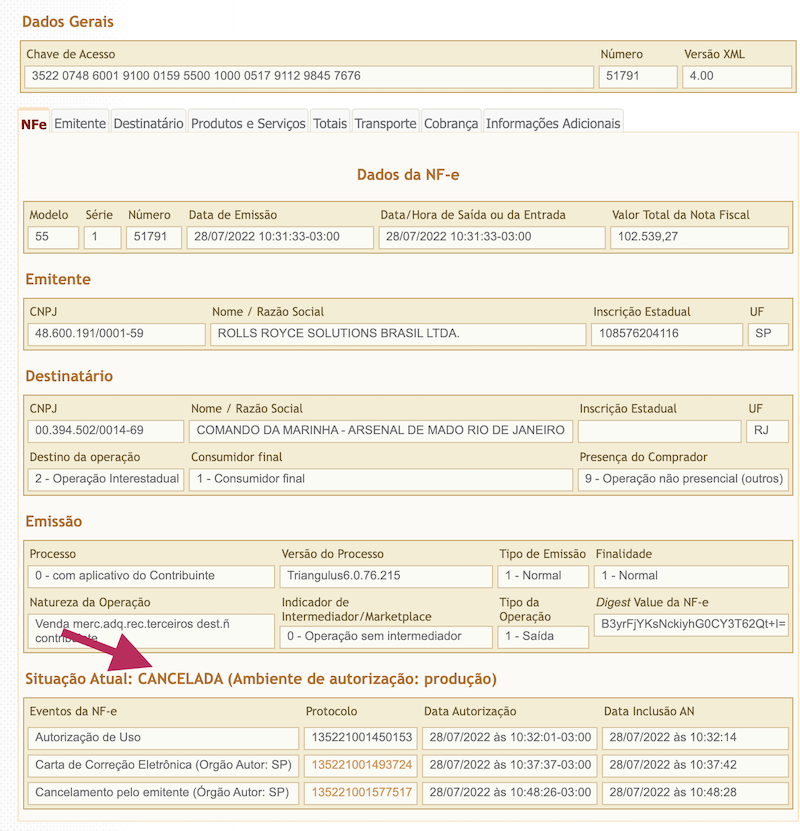 Dados Gerais
Chave de Acesso Número Versão XML
3522 0748 6001 9100 0159 5500 1000 0517 9112 9845 7676 51791 4.00
NFe Emitente Destinatário Produtos e Serviços Totais Transporte Cobrança Informações Adicionais
Dados da NF-e
Modelo Série Número Data de Emissão Data/Hora de Saída ou da Entrada Valor Total da Nota Fiscal
55 1 51791 28/07/2022 10:31:33-03:00 28/07/2022 10:31:33-03:00 102.539,27
Emitente
CNPJ Nome / Razão Social Inscrição Estadual UF
48.600.191/0001-59 ROLLS ROYCE SOLUTIONS BRASIL LTDA. 108576204116 SP
Destinatário
CNPJ Nome / Razão Social Inscrição Estadual UF
00.394.502/0014-69 COMANDO DA MARINHA - ARSENAL DE MADO RIO DE JANEIRO RJ
Destino da operação Consumidor final Presença do Comprador
2 - Operação Interestadual 1 - Consumidor final 9 - Operação não presencial (outros)
Emissão
Processo Versão do Processo Tipo de Emissão Finalidade
0 - com aplicativo do Contribuinte Triangulus6.0.76.215 1 - Normal 1 - Normal
Natureza da Operação Indicador de Intermediador/Marketplace Tipo da Operação Digest Value da NF-e
Venda merc.adq.rec.terceiros dest.ñ
contribuinte 0 - Operação sem intermediador 1 - Saída B3yrFjYKsNckiyhG0CY3T62Qt+I=
Situação Atual: CANCELADA (Ambiente de autorização: produção)
Eventos da NF-e Protocolo Data Autorização Data Inclusão AN
Autorização de Uso 135221001450153 28/07/2022 às 10:32:01-03:00 28/07/2022 às 10:32:14
Carta de Correção Eletrônica (Orgão Autor: SP) 135221001493724 28/07/2022 às 10:37:37-03:00 28/07/2022 às 10:37:42
Cancelamento pelo emitente (Órgão Autor: SP) 135221001577517 28/07/2022 às 10:48:26-03:00 28/07/2022 às 10:48:28